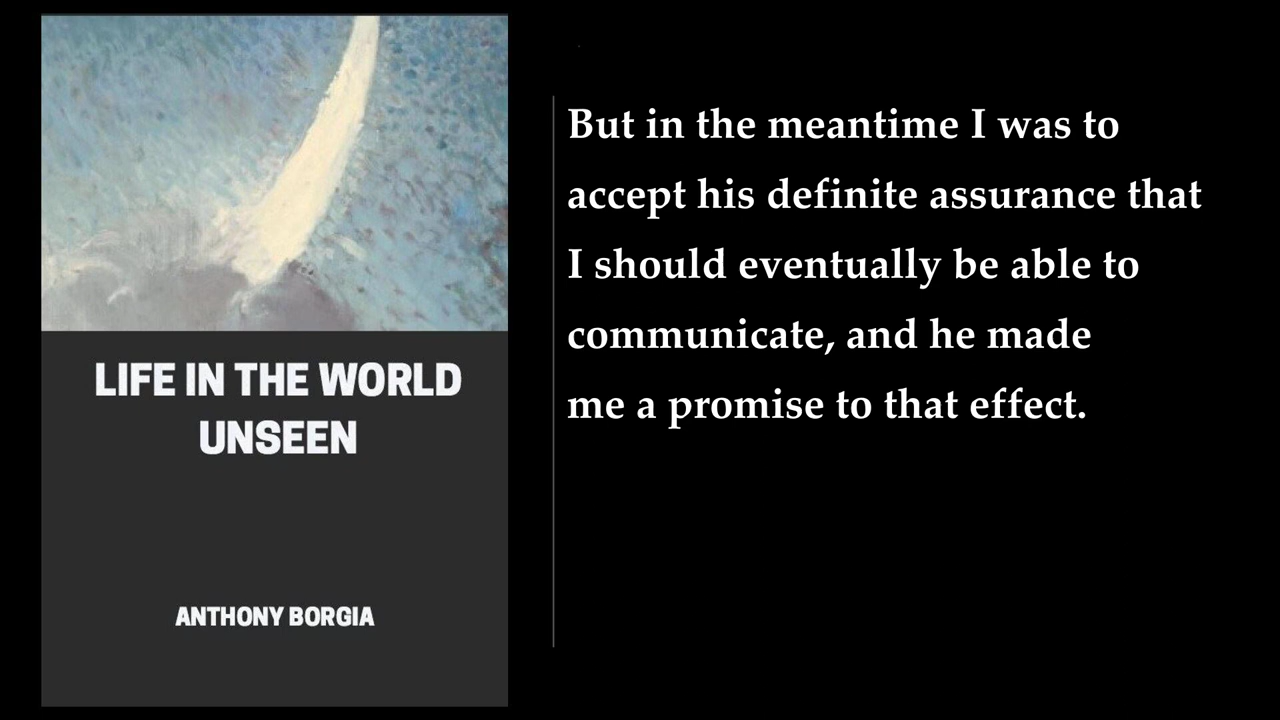 LIFE IN THE WORLD
UNSEEN
ANTHONY BORGIA
But in the meantime I was to
accept his definite assurance that
I should eventually be able to
communicate, and he made
me a promise to that effect.